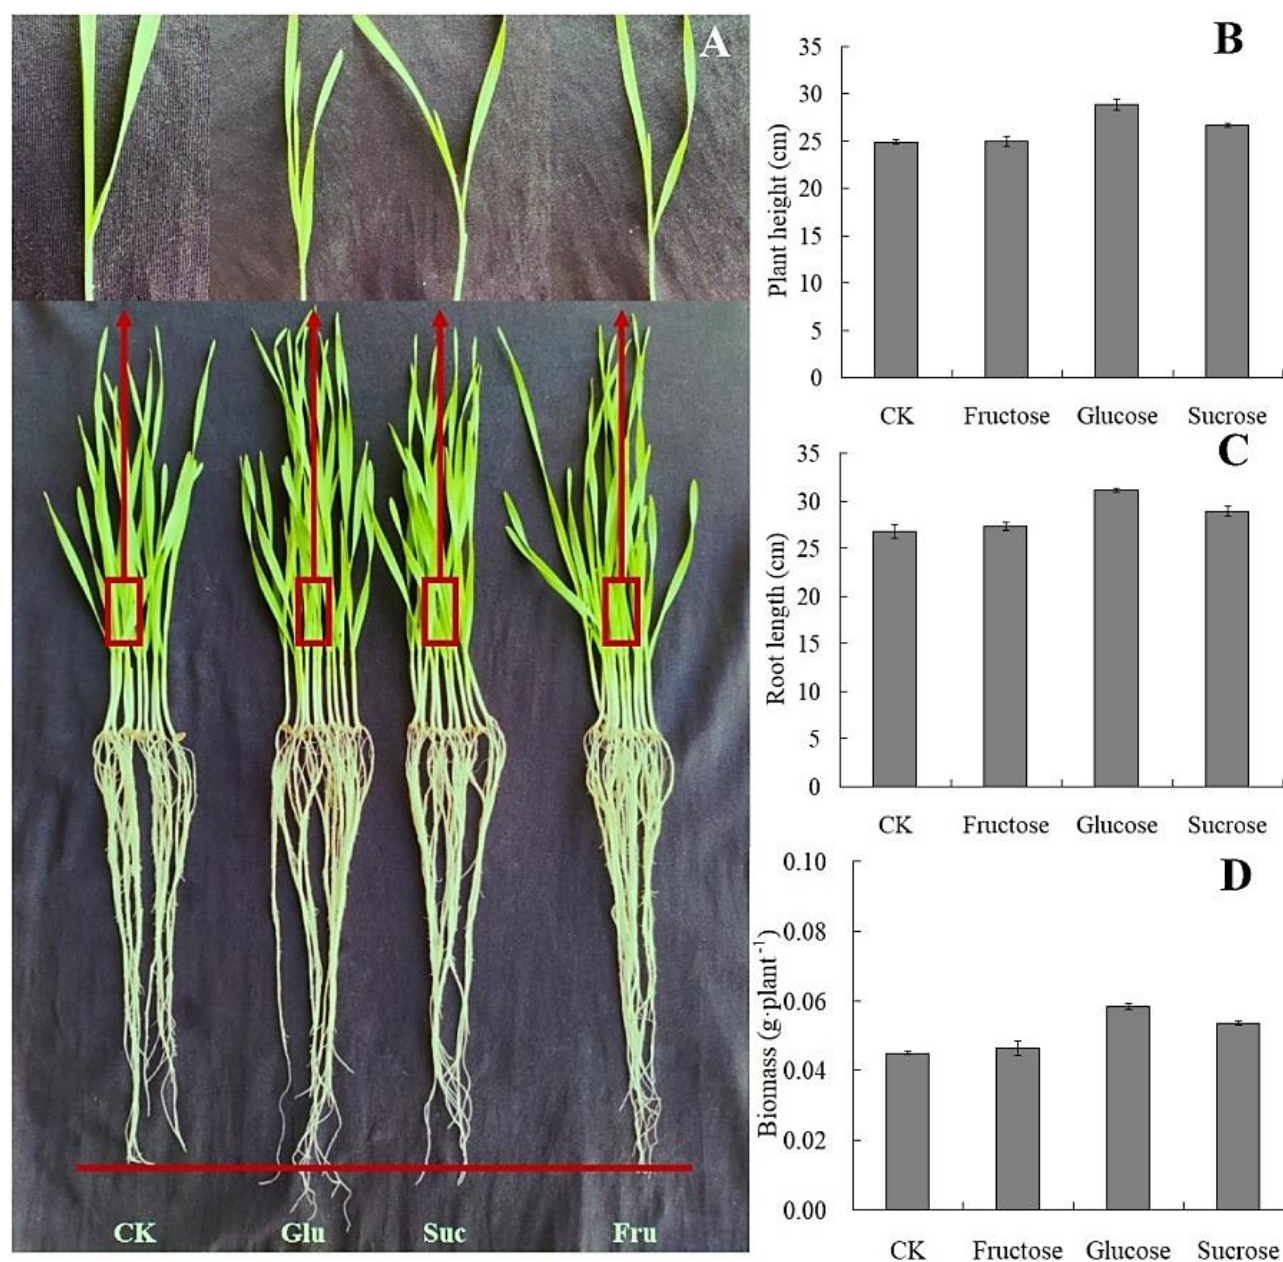 A
CK
Glu
Suc
Fru
B
Plant height (cm)
35
30
25
20
15
10
5
0
CK
Fructose
Glucose
Sucrose
C
Root length (cm)
35
30
25
20
15
10
5
0
CK
Fructose
Glucose
Sucrose
D
Biomass (g·plant⁻¹)
0.10
0.08
0.06
0.04
0.02
0.00
CK
Fructose
Glucose
Sucrose